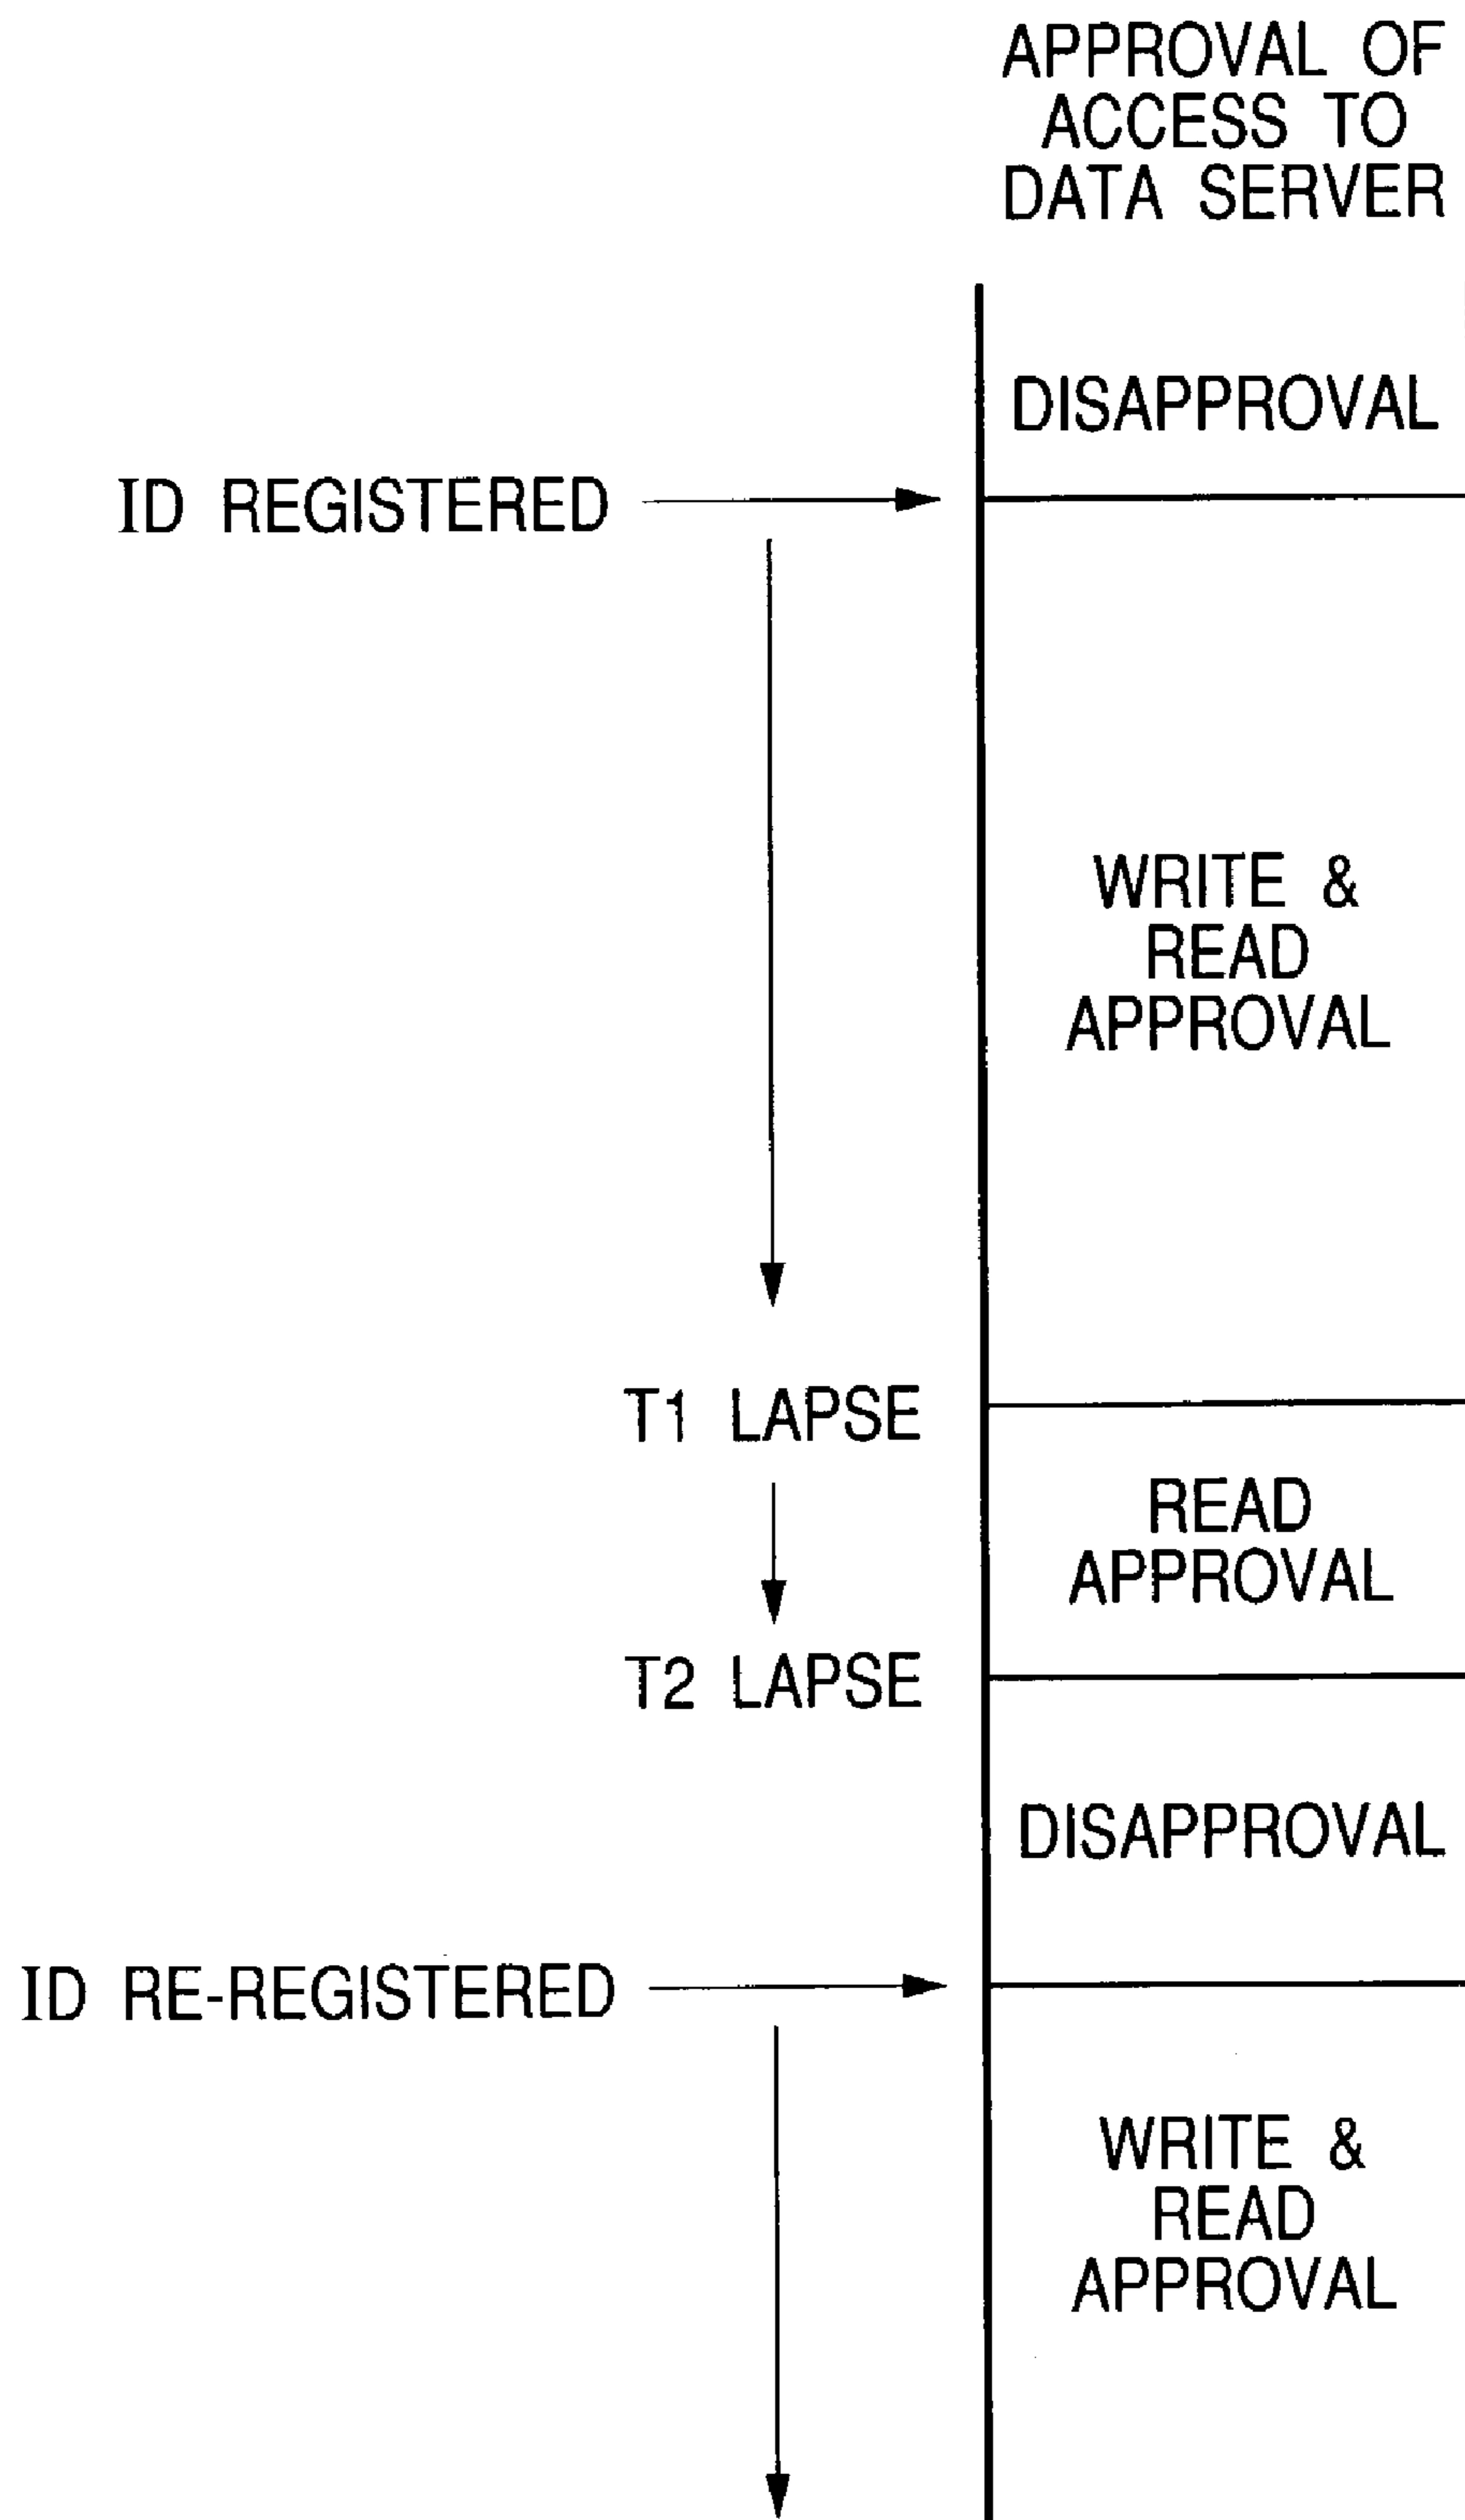 APPROVAL OF
ACCESS TO
DATA SERVER
DISAPPROVAL
ID REGISTERED
WRITE &
READ
APPROVAL
T1 LAPSE
READ
APPROVAL
T2 LAPSE
DISAPPROVAL
ID RE-REGISTERED
WRITE &
READ
APPROVAL